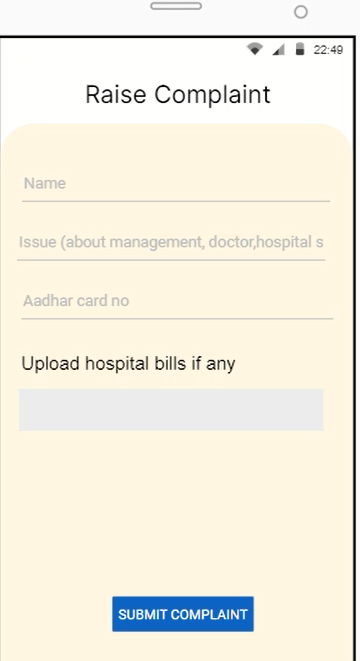 22:49
Raise Complaint
Name
Issue (about management, doctor,hospital s
Aadhar card no
Upload hospital bills if any
SUBMIT COMPLAINT